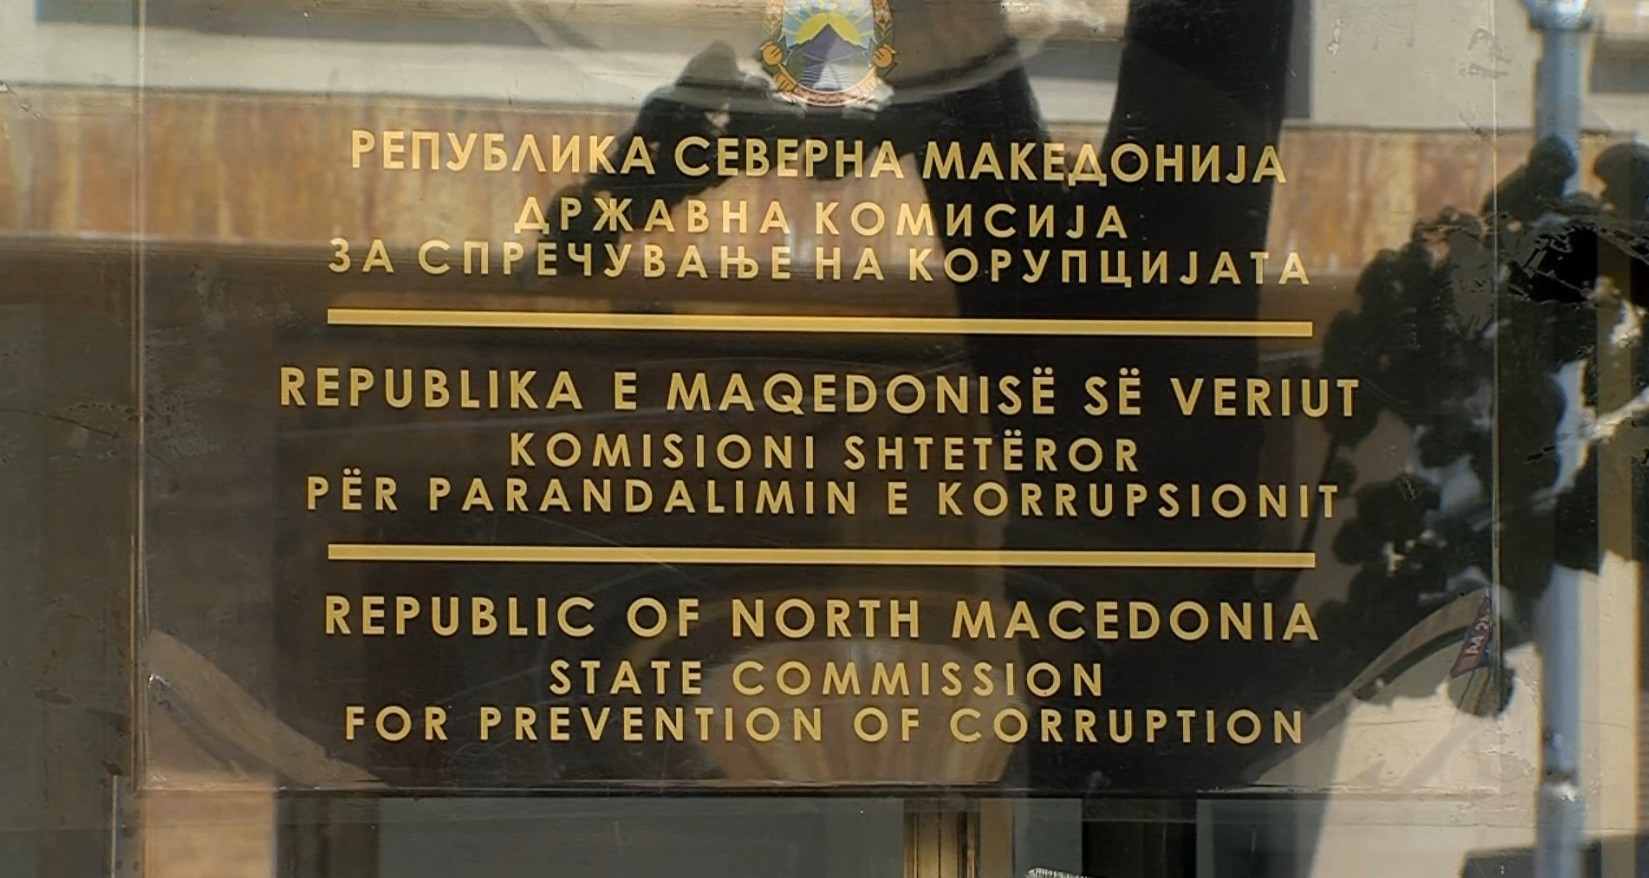 РЕПУБЛИКА СЕВЕРНА МАКЕДОНИЈА
ДРЖАВНА КОМИСИЈА
ЗА СПРЕЧУВАЊЕ НА КОРУПЦИЈАТА
REPUBLIKA E MAQEDONISË SË VERIUT
KOMISIONI SHTETËROR
PËR PARANDALIMIN E KORRUPSIONIT
REPUBLIC OF NORTH MACEDONIA
STATE COMMISSION
FOR PREVENTION OF CORRUPTION